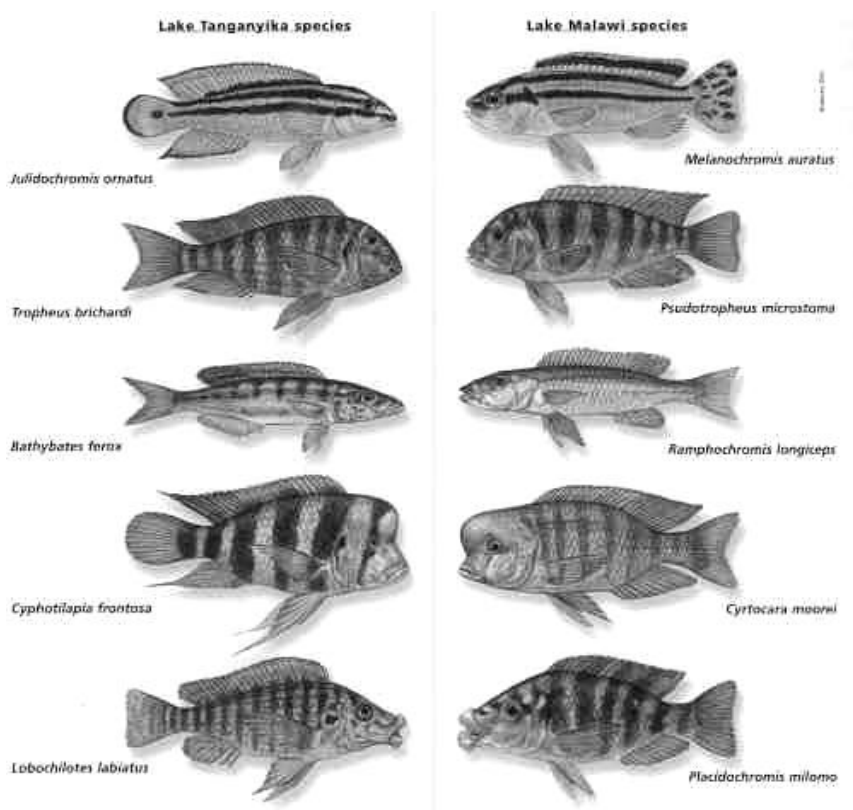 Lake Tanganyika species
Lake Malawi species
Julidochromis ornatus
Melanochromis auratus
Tropheus brichardi
Psudotropheus microstoma
Bathybates ferox
Ramphochromis longiceps
Cyphotilapia frontosa
Cyrtocara moorei
Lobochilotes labiatus
Placidochromis milomo